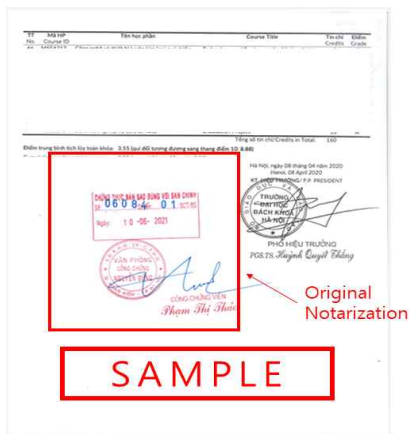 TT Mã HP Tên học phần Course Title Tín chỉ Điểm
No. Course ID Credits Grade
Tổng số tín chỉ/Credits in Total: 160
Điểm trung bình tích lũy toàn khóa: 3.55 (qui đổi tương đương sang thang điểm 10: 8.88)
Hà Nội, ngày 08 tháng 04 năm 2020
Hanoi, 08 April 2020
KT. HIỆU TRƯỞNG/ P.P. PRESIDENT
CHỨNG THỰC BẢN SAO ĐÚNG VỚI BẢN CHÍNH
06084 01
Ngày: 10 -06- 2021
TRƯỜNG
ĐẠI HỌC
BÁCH KHOA
HÀ NỘI
VĂN PHÒNG
CÔNG CHỨNG
PHÓ HIỆU TRƯỞNG
PGS.TS. Huỳnh Quyết Thắng
CÔNG CHỨNG VIÊN
Phạm Thị Thảo
Original
Notarization
SAMPLE